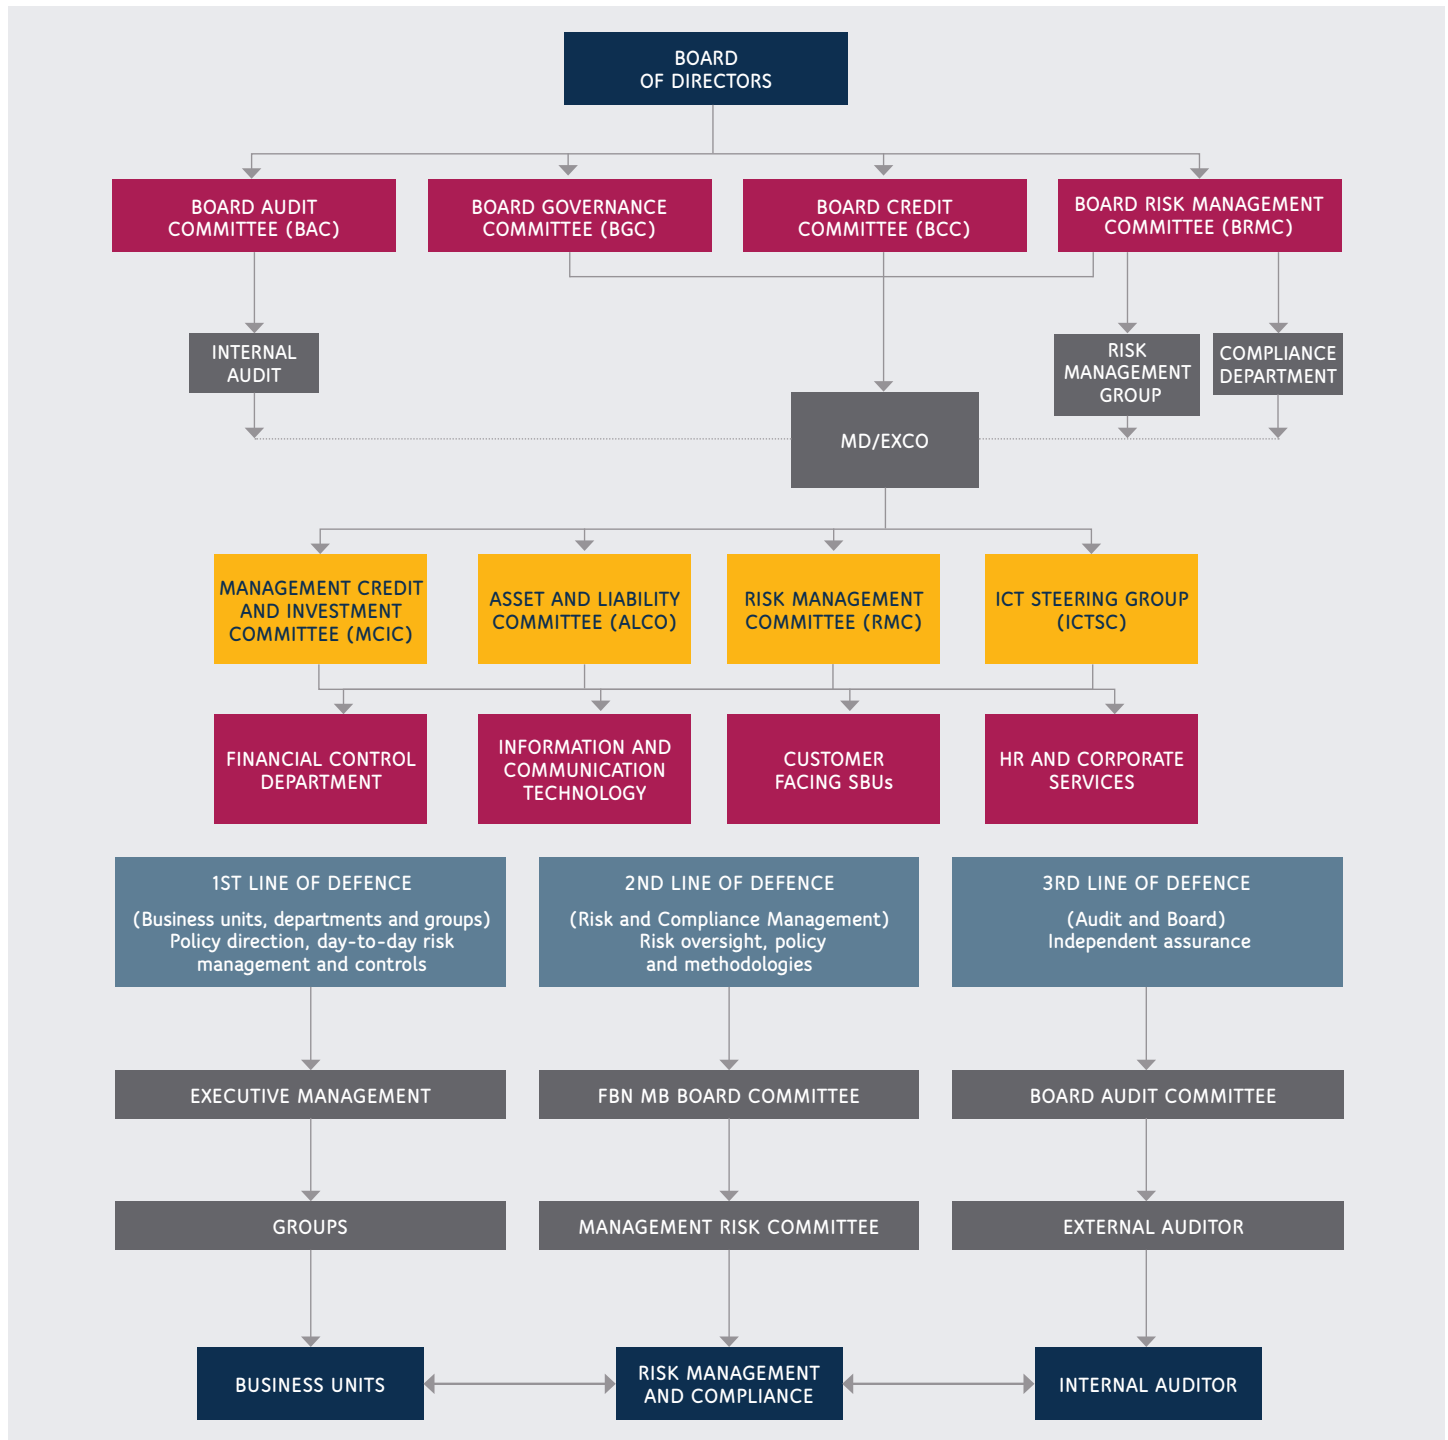 BOARD
OF DIRECTORS
BOARD AUDIT
COMMITTEE (BAC)
BOARD GOVERNANCE
COMMITTEE (BGC)
BOARD CREDIT
COMMITTEE (BCC)
BOARD RISK MANAGEMENT
COMMITTEE (BRMC)
INTERNAL
AUDIT
RISK
MANAGEMENT
GROUP
COMPLIANCE
DEPARTMENT
MD/EXCO
MANAGEMENT CREDIT
AND INVESTMENT
COMMITTEE (MCIC)
ASSET AND LIABILITY
COMMITTEE (ALCO)
RISK MANAGEMENT
COMMITTEE (RMC)
ICT STEERING GROUP
(ICTSC)
FINANCIAL CONTROL
DEPARTMENT
INFORMATION AND
COMMUNICATION
TECHNOLOGY
CUSTOMER
FACING SBUs
HR AND CORPORATE
SERVICES
1ST LINE OF DEFENCE
(Business units, departments and groups)
Policy direction, day-to-day risk
management and controls
2ND LINE OF DEFENCE
(Risk and Compliance Management)
Risk oversight, policy
and methodologies
3RD LINE OF DEFENCE
(Audit and Board)
Independent assurance
EXECUTIVE MANAGEMENT
FBN MB BOARD COMMITTEE
BOARD AUDIT COMMITTEE
GROUPS
MANAGEMENT RISK COMMITTEE
EXTERNAL AUDITOR
BUSINESS UNITS
RISK MANAGEMENT
AND COMPLIANCE
INTERNAL AUDITOR